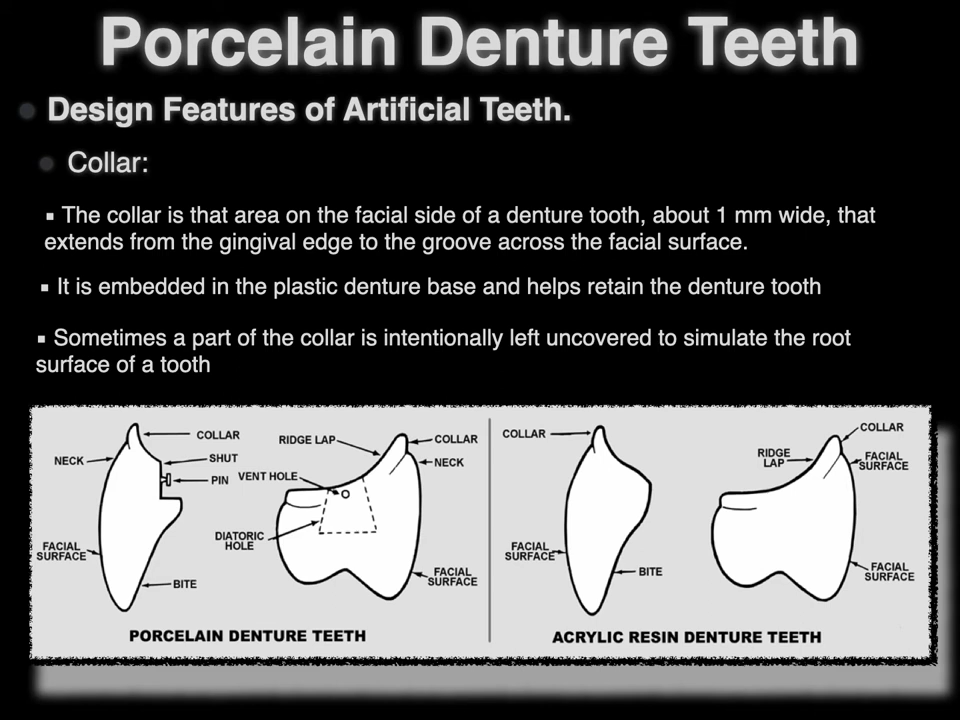 Porcelain Denture Teeth
Design Features of Artificial Teeth.
Collar:
▪ The collar is that area on the facial side of a denture tooth, about 1 mm wide, that
extends from the gingival edge to the groove across the facial surface.
▪ It is embedded in the plastic denture base and helps retain the denture tooth
▪ Sometimes a part of the collar is intentionally left uncovered to simulate the root
surface of a tooth
COLLAR
NECK
SHUT
PIN
FACIAL
SURFACE
BITE
RIDGE LAP
COLLAR
NECK
VENT HOLE
DIATORIC
HOLE
FACIAL
SURFACE
PORCELAIN DENTURE TEETH
COLLAR
FACIAL
SURFACE
BITE
COLLAR
RIDGE
LAP
FACIAL
SURFACE
FACIAL
SURFACE
ACRYLIC RESIN DENTURE TEETH